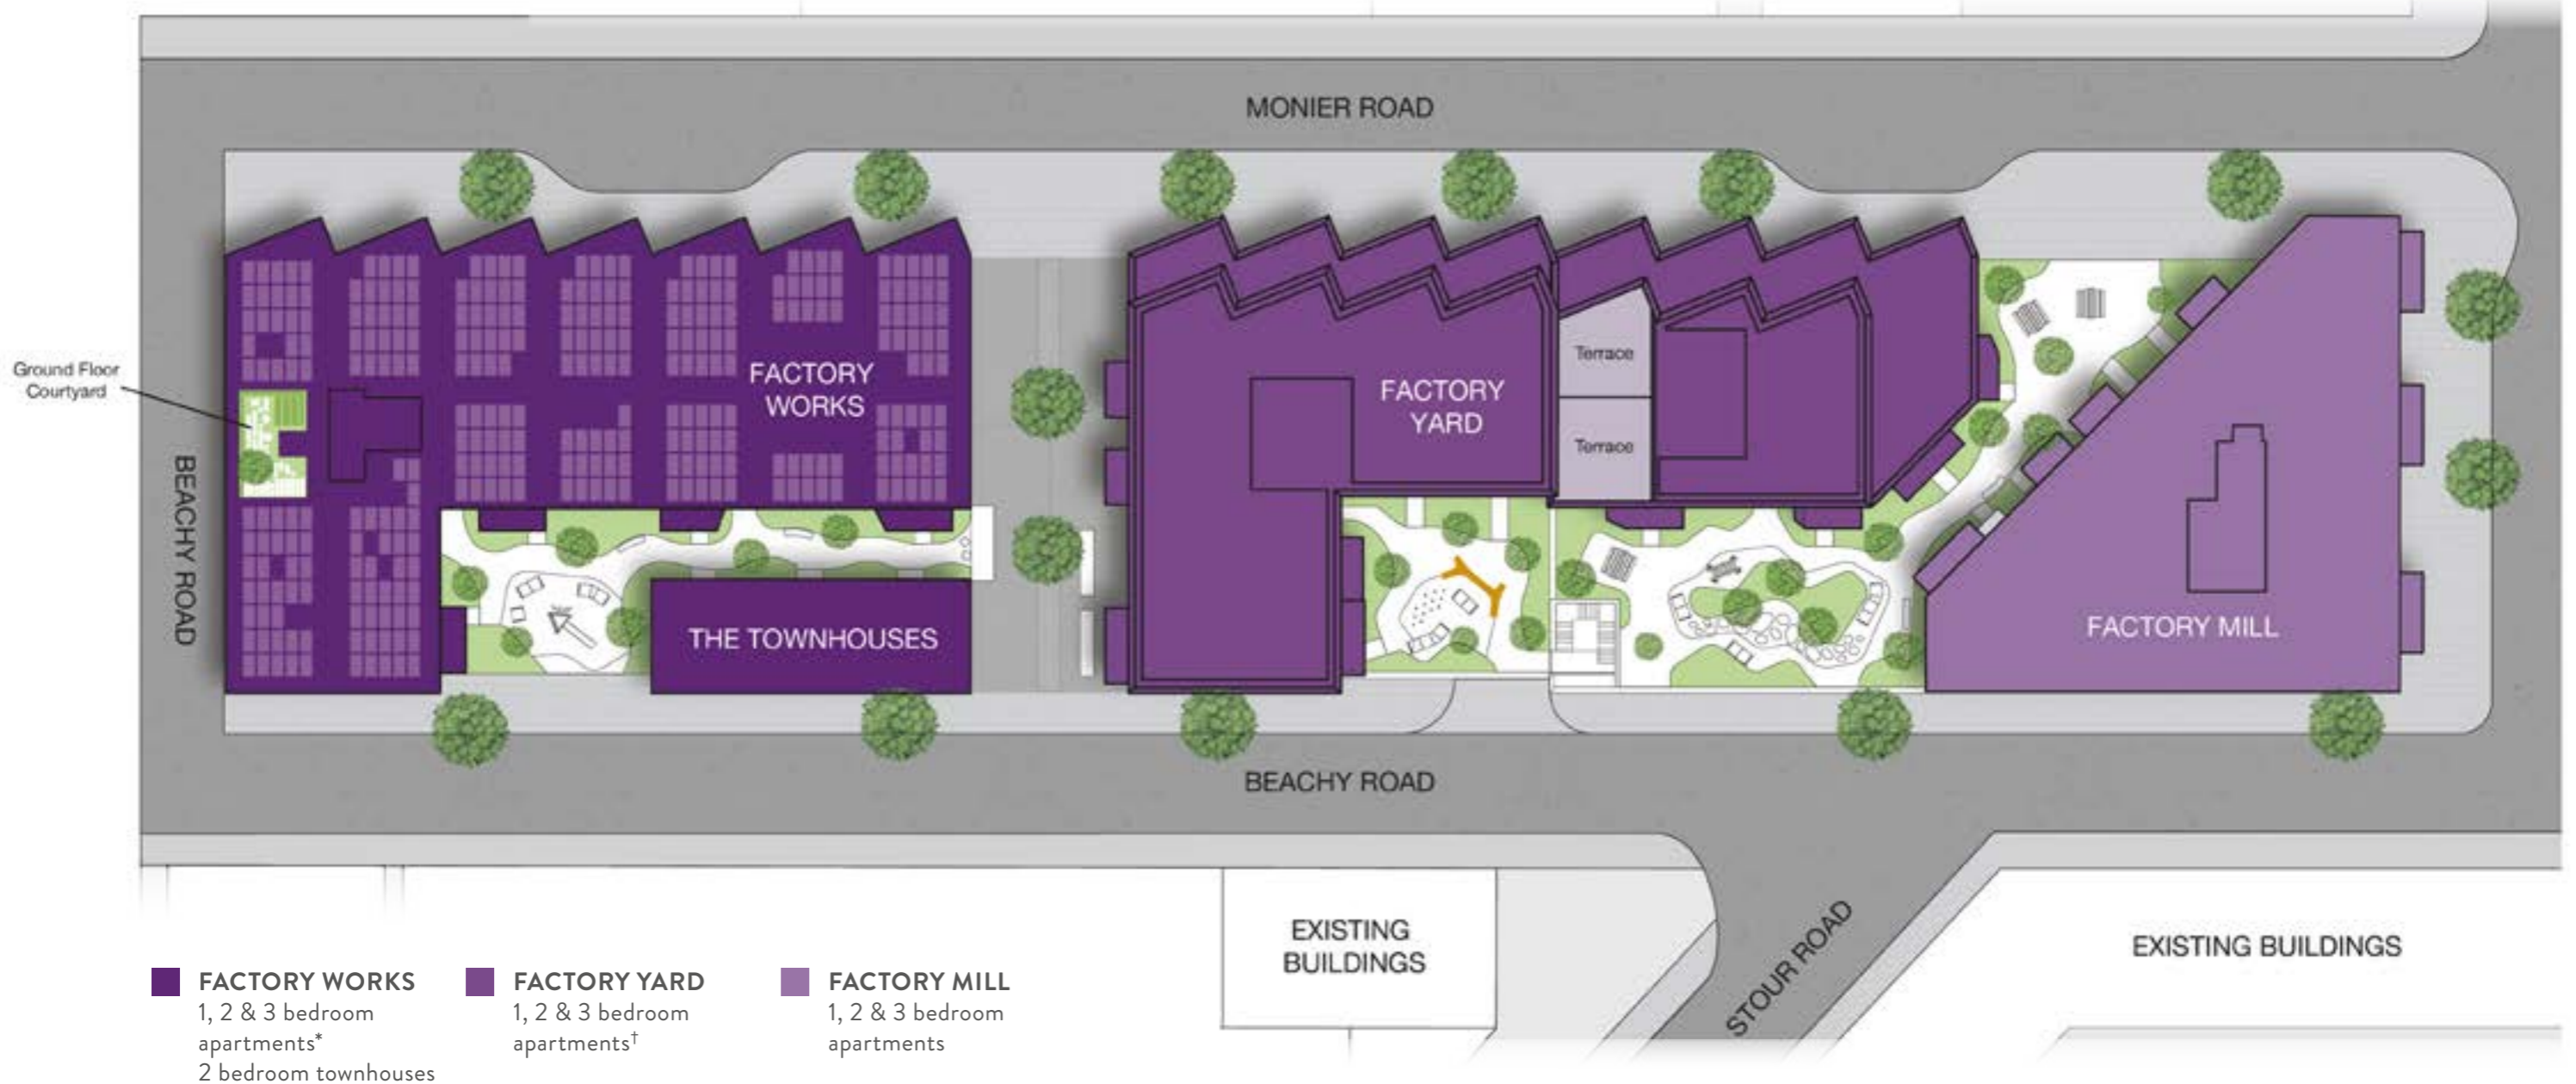 MONIER ROAD
Ground Floor
Courtyard
FACTORY
WORKS
FACTORY
YARD
Terrace
Terrace
BEACHY ROAD
THE TOWNHOUSES
FACTORY MILL
BEACHY ROAD
EXISTING
BUILDINGS
STOUR ROAD
EXISTING BUILDINGS
FACTORY WORKS
1, 2 & 3 bedroom
apartments*
2 bedroom townhouses
FACTORY YARD
1, 2 & 3 bedroom
apartments†
FACTORY MILL
1, 2 & 3 bedroom
apartments